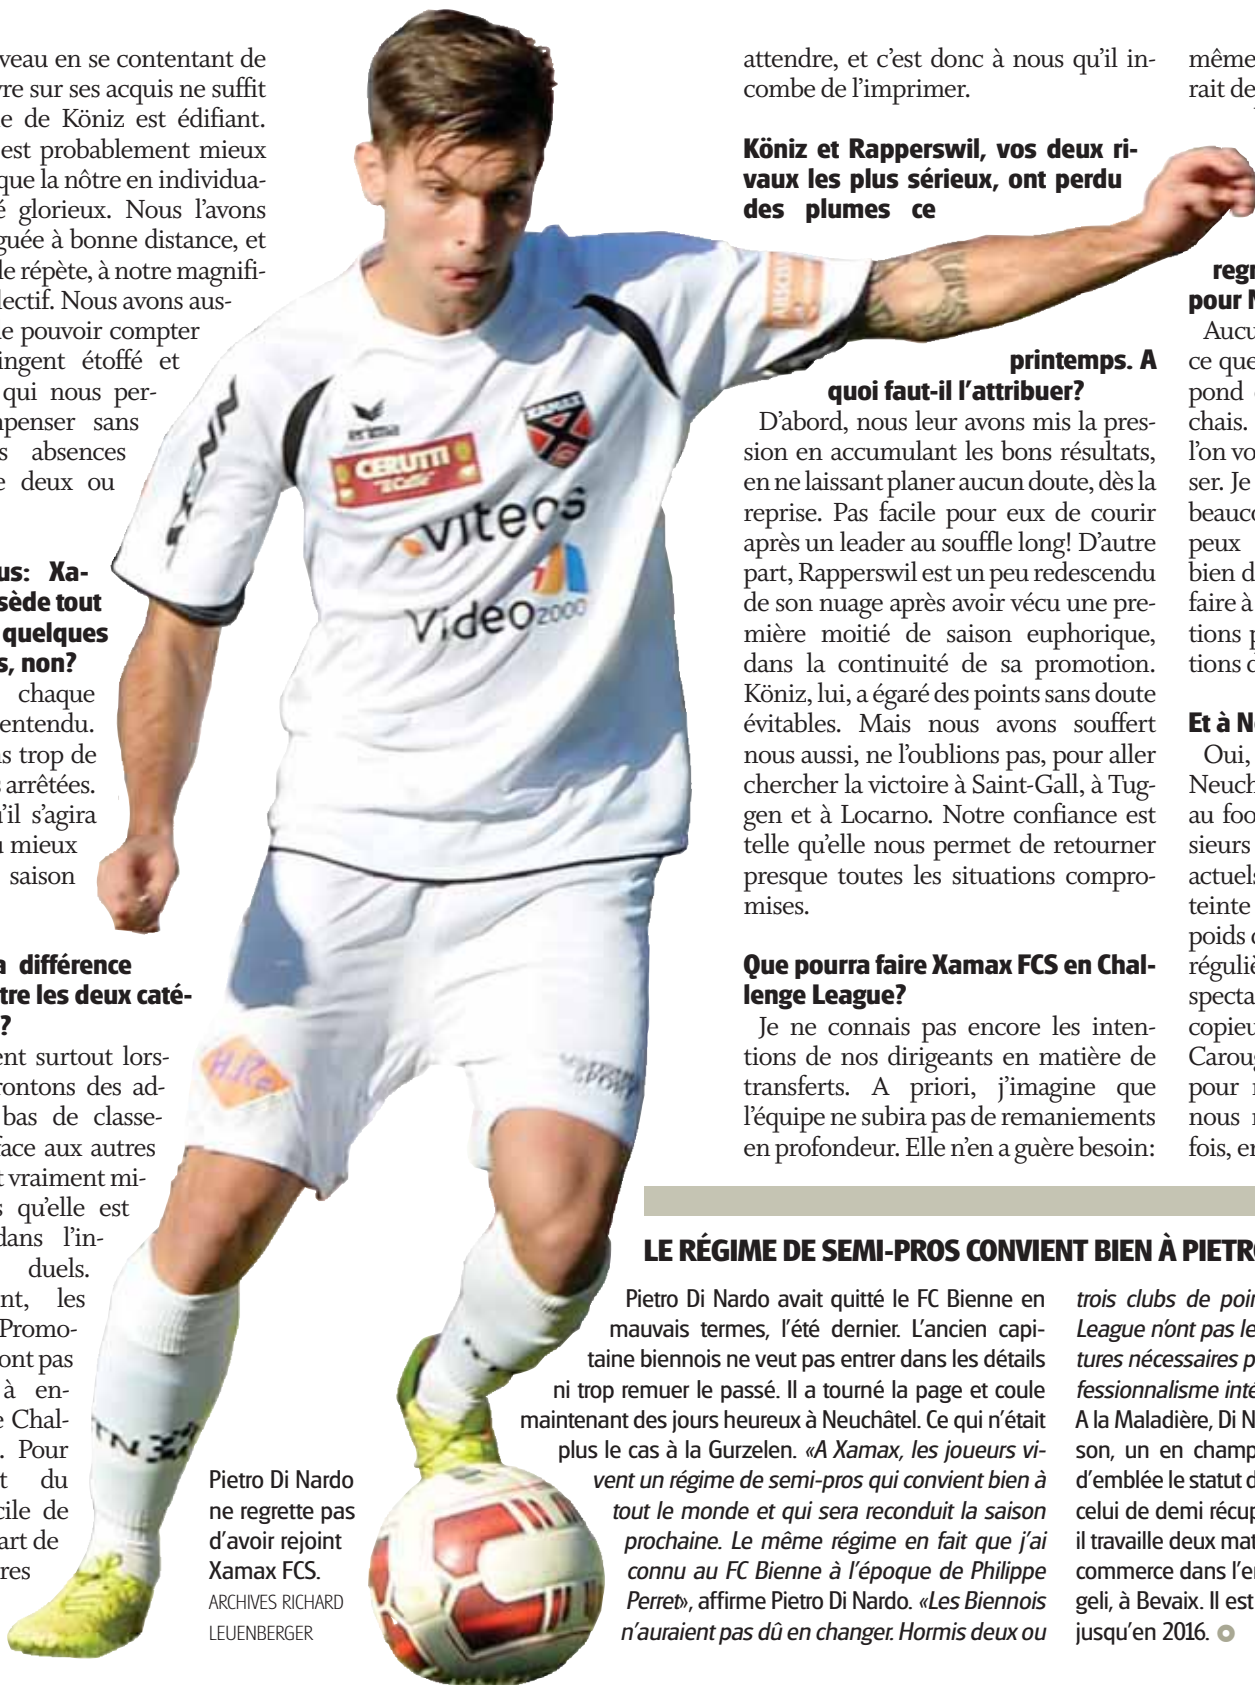 veau en se contentant de
vre sur ses acquis ne suffit
e de Köniz est édifiant.
est probablement mieux
que la nôtre en individua-
é glorieux. Nous l'avons
guée à bonne distance, et
le répète, à notre magnifi-
lectif. Nous avons aus-
le pouvoir compter
ingent étoffé et
qui nous per-
penser sans
s absences
e deux ou
us: Xa-
sède tout
quelques
s, non?
chaque
entendu.
s trop de
s arrêtées.
'il s'agira
u mieux
saison
a différence
tre les deux caté-
?
ent surtout lors-
rontons des ad-
bas de classe-
face aux autres
t vraiment mi-
s qu'elle est
dans l'in-
duels.
nt, les
Promo-
ont pas
à en-
e Chal-
. Pour
t du
cile de
art de
res
XAMAX
erima
CERUTTI
viteos
Video2000
Pietro Di Nardo
ne regrette pas
d'avoir rejoint
Xamax FCS.
ARCHIVES RICHARD
LEUENBERGER
attendre, et c'est donc à nous qu'il in-
combe de l'imprimer.
Köniz et Rapperswil, vos deux ri-
vaux les plus sérieux, ont perdu
des plumes ce
printemps. A
quoi faut-il l'attribuer?
D'abord, nous leur avons mis la pres-
sion en accumulant les bons résultats,
en ne laissant planer aucun doute, dès la
reprise. Pas facile pour eux de courir
après un leader au souffle long! D'autre
part, Rapperswil est un peu redescendu
de son nuage après avoir vécu une pre-
mière moitié de saison euphorique,
dans la continuité de sa promotion.
Köniz, lui, a égaré des points sans doute
évitables. Mais nous avons souffert
nous aussi, ne l'oublions pas, pour aller
chercher la victoire à Saint-Gall, à Tug-
gen et à Locarno. Notre confiance est
telle qu'elle nous permet de retourner
presque toutes les situations compro-
mises.
Que pourra faire Xamax FCS en Chal-
lenge League?
Je ne connais pas encore les inten-
tions de nos dirigeants en matière de
transferts. A priori, j'imagine que
l'équipe ne subira pas de remaniements
en profondeur. Elle n'en a guère besoin:
même
rait de
regr
pour N
Aucu
ce que
pond
chais.
l'on vo
ser. Je
beauco
peux
bien d
faire à
tions p
tions d
Et à N
Oui,
Neuch
au foo
sieurs
actuels
teinte
poids
réguliè
specta
copieu
Caroug
pour
nous
fois, er
LE RÉGIME DE SEMI-PROS CONVIENT BIEN À PIETRO
Pietro Di Nardo avait quitté le FC Bienne en
mauvais termes, l'été dernier. L'ancien capi-
taine biennois ne veut pas entrer dans les détails
ni trop remuer le passé. Il a tourné la page et coule
maintenant des jours heureux à Neuchâtel. Ce qui n'était
plus le cas à la Gurzelen. «A Xamax, les joueurs vi-
vent un régime de semi-pros qui convient bien à
tout le monde et qui sera reconduit la saison
prochaine. Le même régime en fait que j'ai
connu au FC Bienne à l'époque de Philippe
Perret», affirme Pietro Di Nardo. «Les Biennois
n'auraient pas dû en changer. Hormis deux ou
trois clubs de poin
League n'ont pas le
tures nécessaires p
fessionnalisme inté
A la Maladière, Di N
son, un en champ
d'emblée le statut d
celui de demi récup
il travaille deux mat
commerce dans l'en
geli, à Bevaix. Il est
jusqu'en 2016.